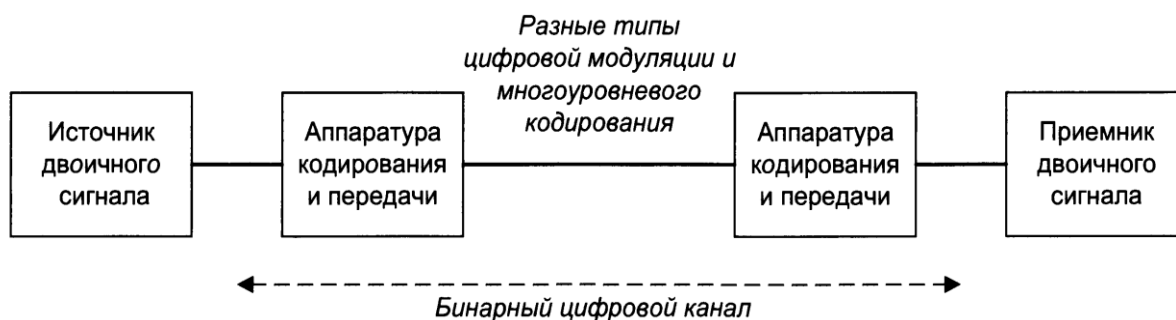 Разные типы
цифровой модуляции и
многоуровневого
кодирования
Источник
двоичного
сигнала
Аппаратура
кодирования
и передачи
Аппаратура
кодирования
и передачи
Приемник
двоичного
сигнала
Бинарный цифровой канал